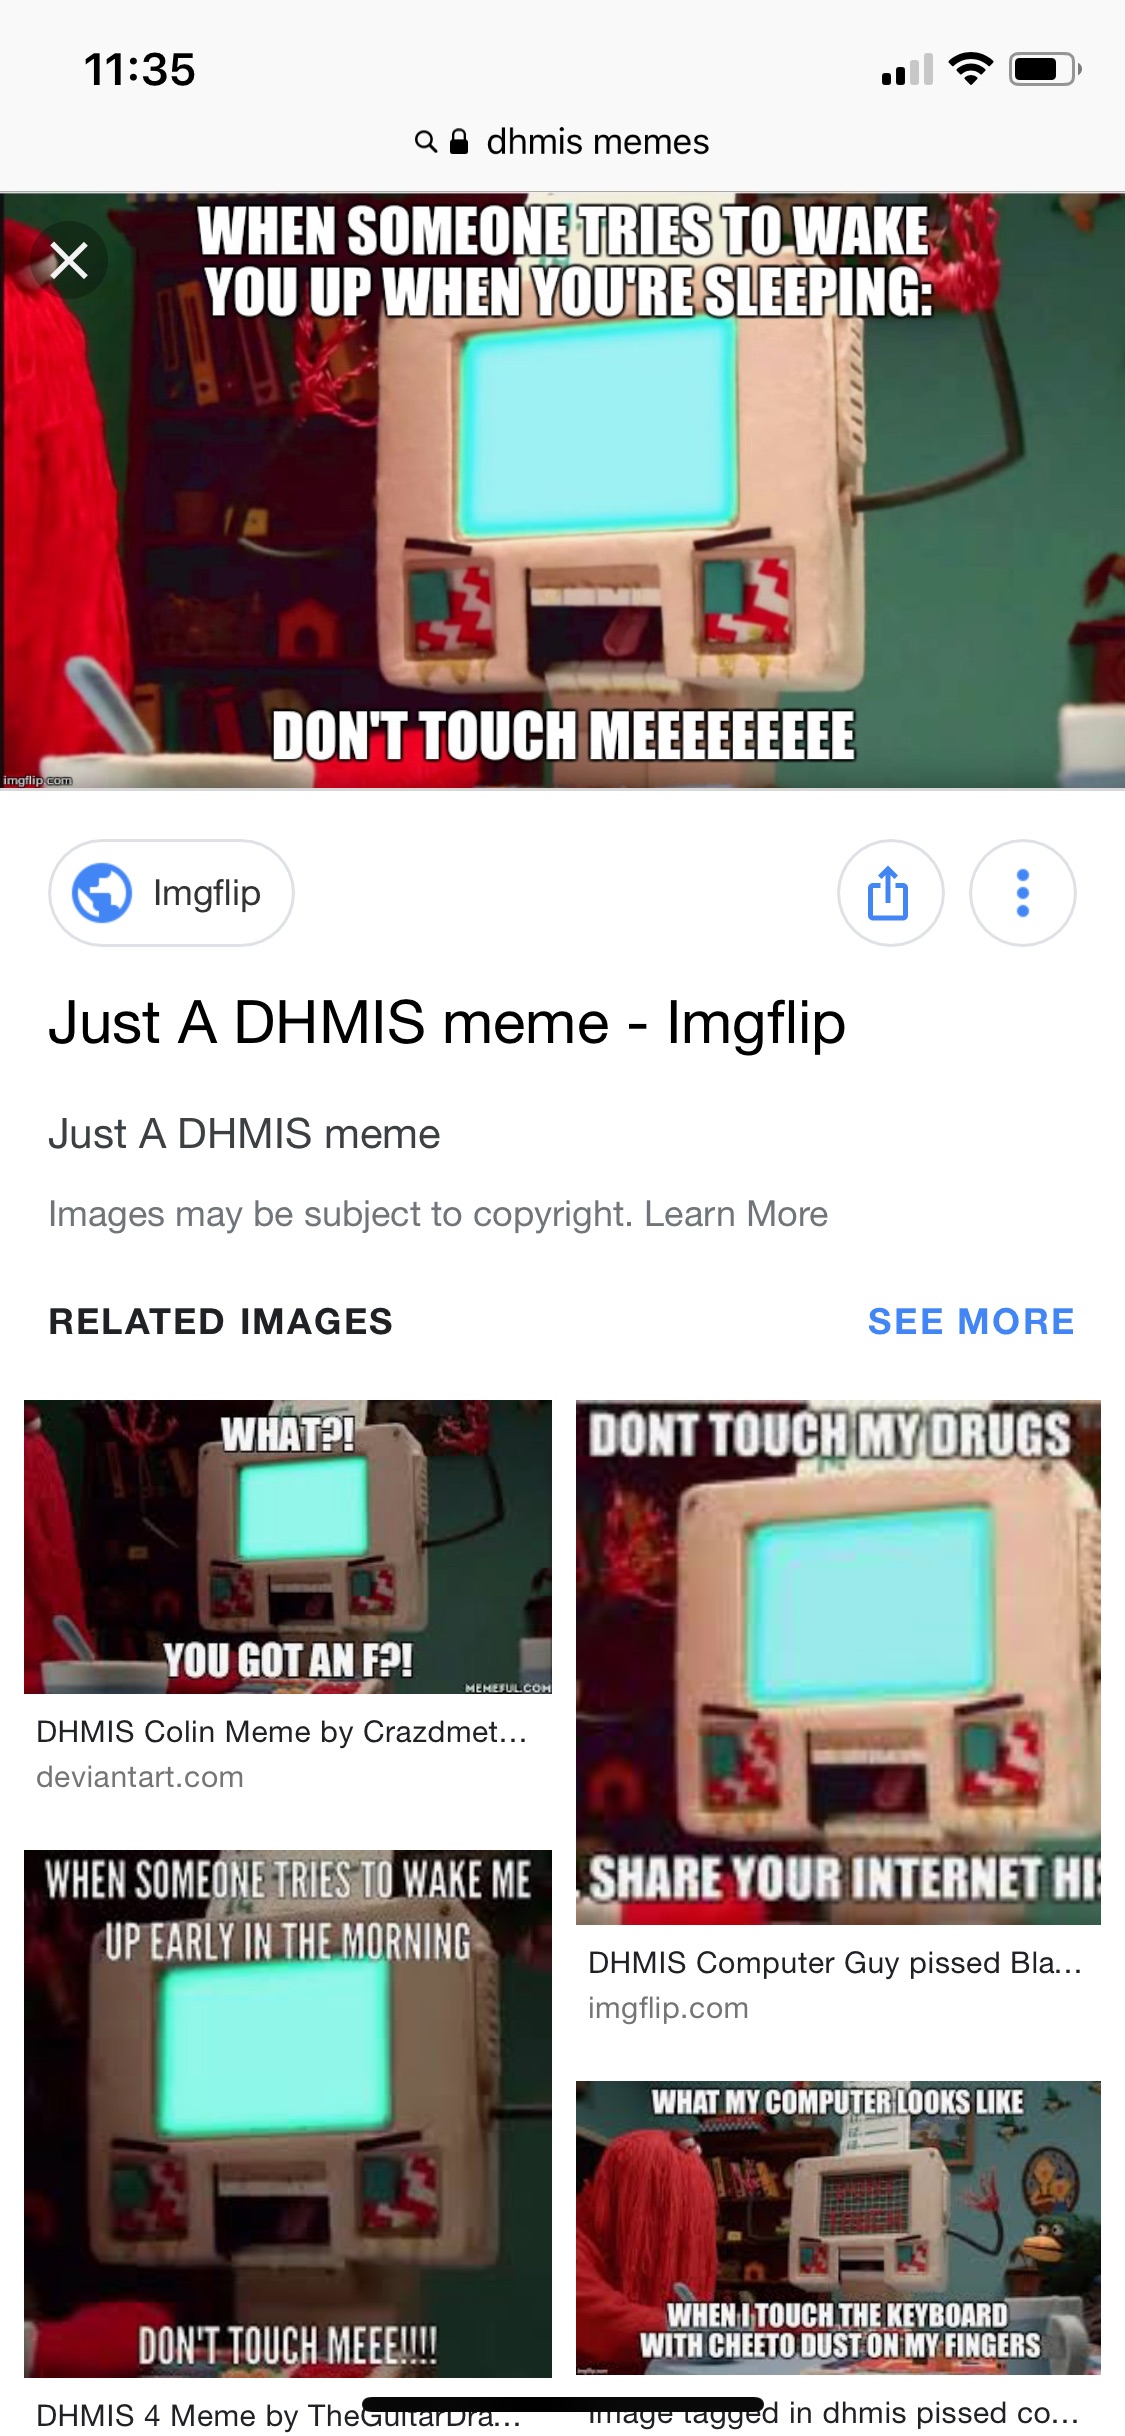 11:35
dhmis memes
WHEN SOMEONE TRIES TO WAKE
YOU UP WHEN YOU'RE SLEEPING:
DON'T TOUCH MEEEEEEEEE
imgflip.com
Imgflip
Just A DHMIS meme - Imgflip
Just A DHMIS meme
Images may be subject to copyright. Learn More
RELATED IMAGES
SEE MORE
WHAT?!
YOU GOT AN F?!
MEMEFUL.COM
DHMIS Colin Meme by Crazdmet...
deviantart.com
DONT TOUCH MY DRUGS
SHARE YOUR INTERNET HIS
DHMIS Computer Guy pissed Bla...
imgflip.com
WHEN SOMEONE TRIES TO WAKE ME
UP EARLY IN THE MORNING
DON'T TOUCH MEEE!!!!
DHMIS 4 Meme by TheGuitarDra...
WHAT MY COMPUTER LOOKS LIKE
WHEN I TOUCH THE KEYBOARD
WITH CHEETO DUST ON MY FINGERS
imgflip.com
Image tagged in dhmis pissed co...